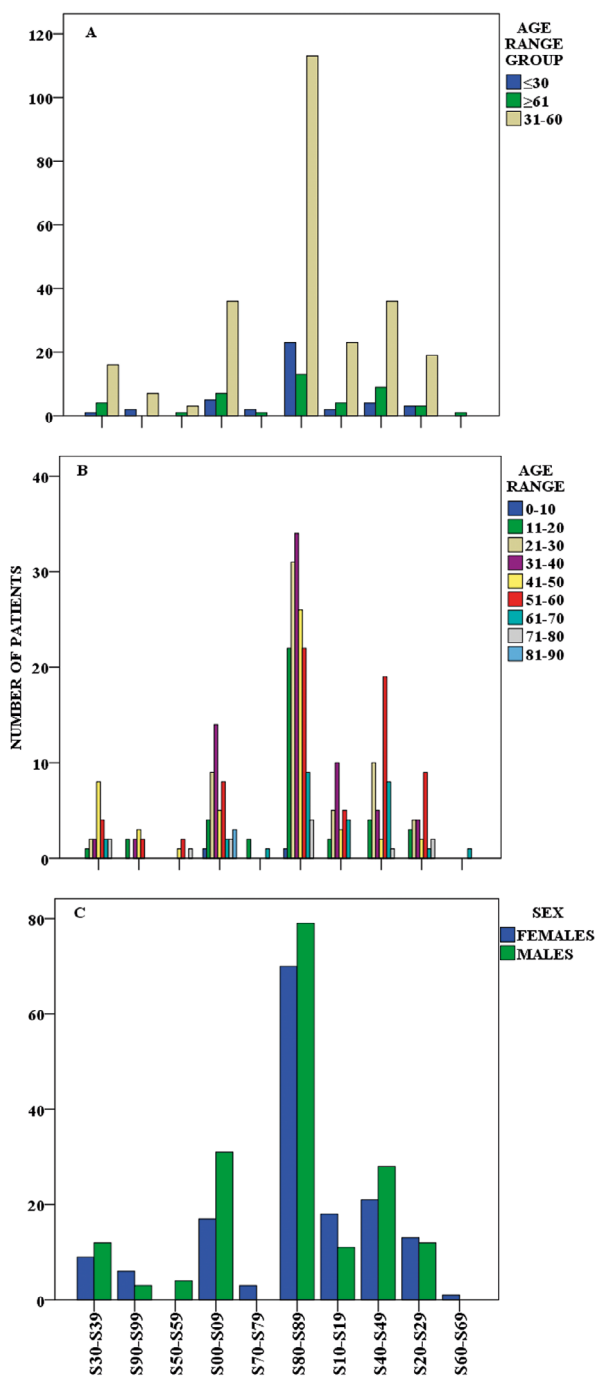 A
AGE
RANGE
GROUP
≤30
≥61
31-60
120
100
80
60
40
20
0
B
AGE
RANGE
0-10
11-20
21-30
31-40
41-50
51-60
61-70
71-80
81-90
40
30
20
10
0
NUMBER OF PATIENTS
C
SEX
FEMALES
MALES
80
60
40
20
0
S30-S39
S90-S99
S50-S59
S00-S09
S70-S79
S80-S89
S10-S19
S40-S49
S20-S29
S60-S69